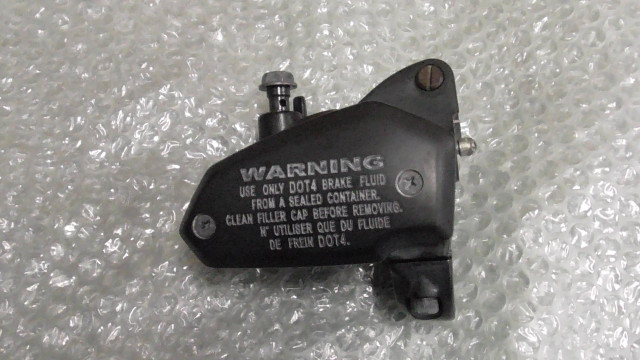 WARNING
USE ONLY DOT4 BRAKE FLUID
FROM A SEALED CONTAINER.
CLEAN FILLER CAP BEFORE REMOVING.
N' UTILISER QUE DU FLUIDE
DE FREIN DOT4.